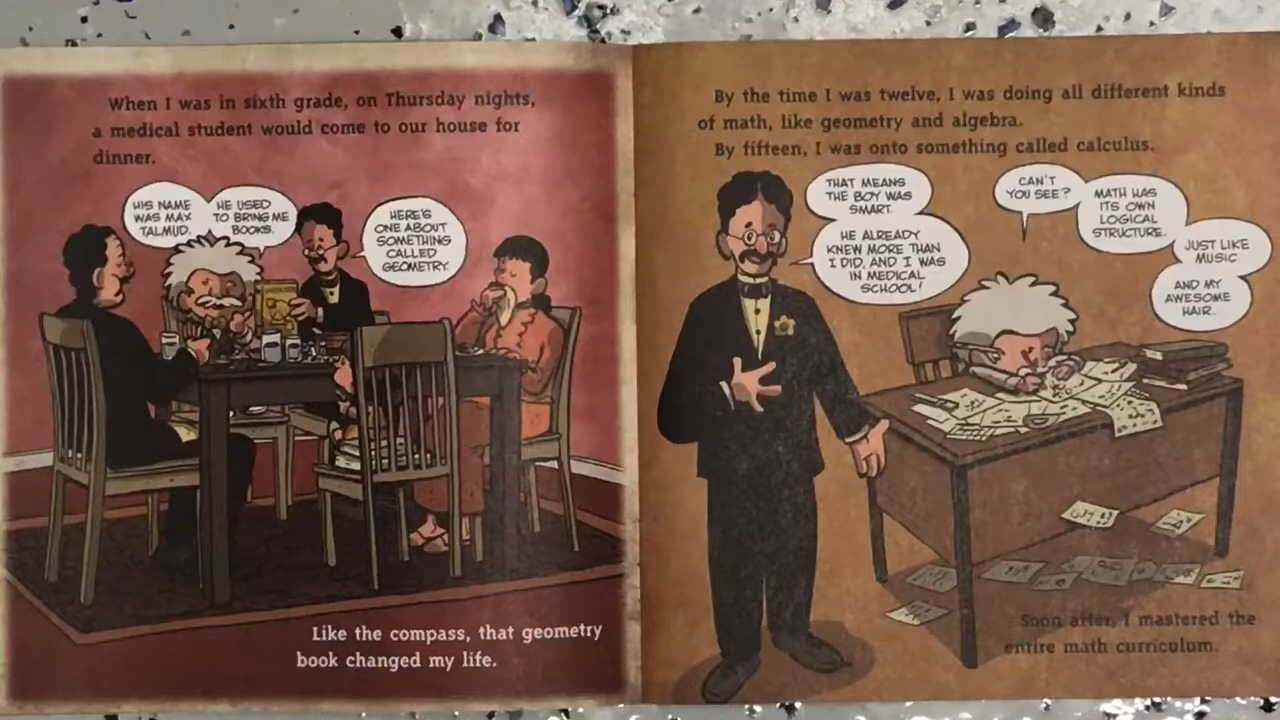 When I was in sixth grade, on Thursday nights,
a medical student would come to our house for
dinner.
HIS NAME
WAS MAX
TALMUD.
HE USED
TO BRING ME
BOOKS.
HERE'S
ONE ABOUT
SOMETHING
CALLED
GEOMETRY.
Like the compass, that geometry
book changed my life.
By the time I was twelve, I was doing all different kinds
of math, like geometry and algebra.
By fifteen, I was onto something called calculus.
THAT MEANS
THE BOY WAS
SMART.
HE ALREADY
KNEW MORE THAN
I DID, AND I WAS
IN MEDICAL
SCHOOL!
CAN'T
YOU SEE?
MATH HAS
ITS OWN
LOGICAL
STRUCTURE.
JUST LIKE
MUSIC
AND MY
AWESOME
HAIR.
Soon after, I mastered the
entire math curriculum.